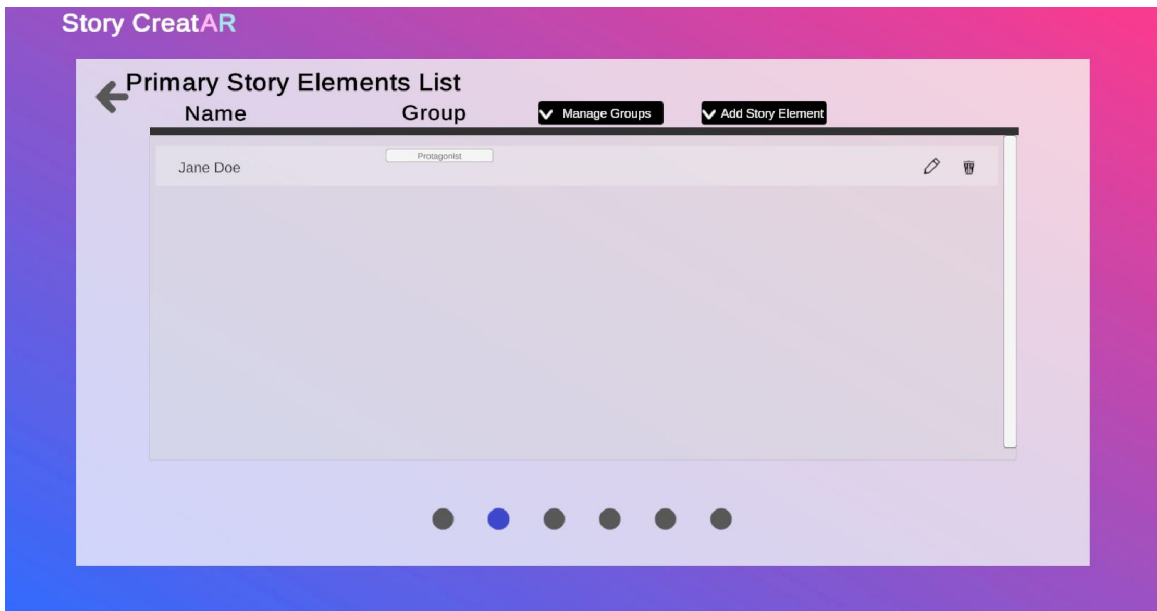 Story CreatAR
Primary Story Elements List
Name Group Manage Groups Add Story Element
Jane Doe Protagonist